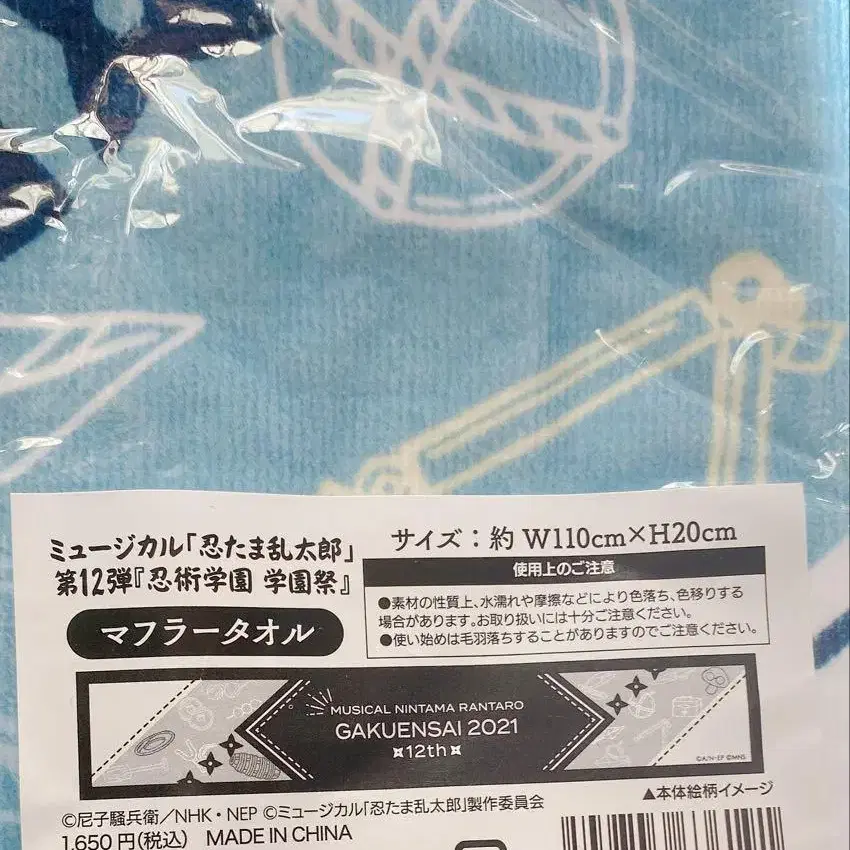 ミュージカル「忍たま乱太郎」
第12弾『忍術学園 学園祭』
マフラータオル
サイズ：約 W110cm×H20cm
使用上のご注意
●素材の性質上、水濡れや摩擦などにより色落ち、色移りする
場合があります。お取り扱いには十分ご注意ください。
●使い始めは毛羽落ちすることがありますのでご注意ください。
MUSICAL NINTAMA RANTARO
GAKUENSAI 2021
12th
©A/N･EP ©MNS
▲本体絵柄イメージ
©尼子騒兵衛／NHK・NEP ©ミュージカル「忍たま乱太郎」製作委員会
1,650 円(税込) MADE IN CHINA